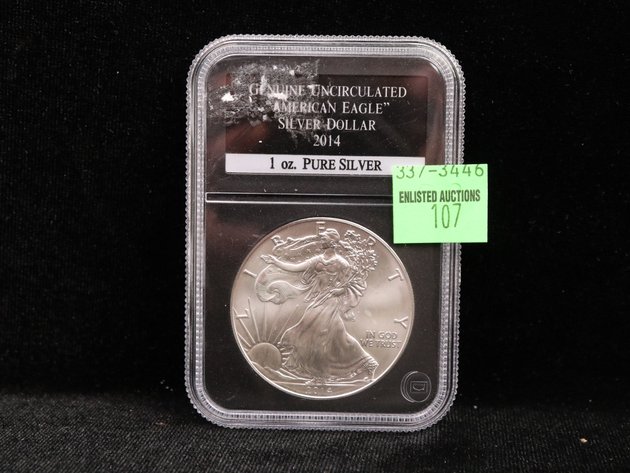 GENUINE UNCIRCULATED
"AMERICAN EAGLE"
SILVER DOLLAR
2014
1 oz. PURE SILVER
337-3446
ENLISTED AUCTIONS
107
LIBERTY
IN GOD
WE TRUST
2014